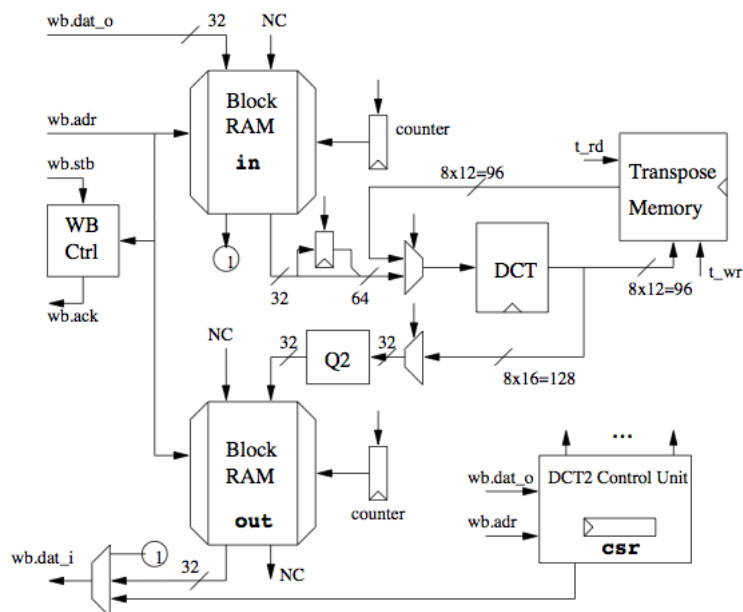 wb.dat_o
32
NC
wb.adr
Block
RAM
in
counter
wb.stb
WB
Ctrl
wb.ack
1
32
64
8x12=96
t_rd
Transpose
Memory
DCT
8x12=96
t_wr
NC
32
Q2
32
8x16=128
Block
RAM
out
counter
...
wb.dat_o
DCT2 Control Unit
wb.adr
csr
wb.dat_i
1
32
NC